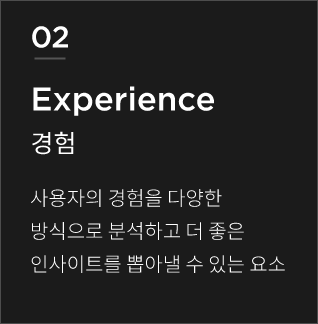 02
Experience
경험
사용자의 경험을 다양한
방식으로 분석하고 더 좋은
인사이트를 뽑아낼 수 있는 요소